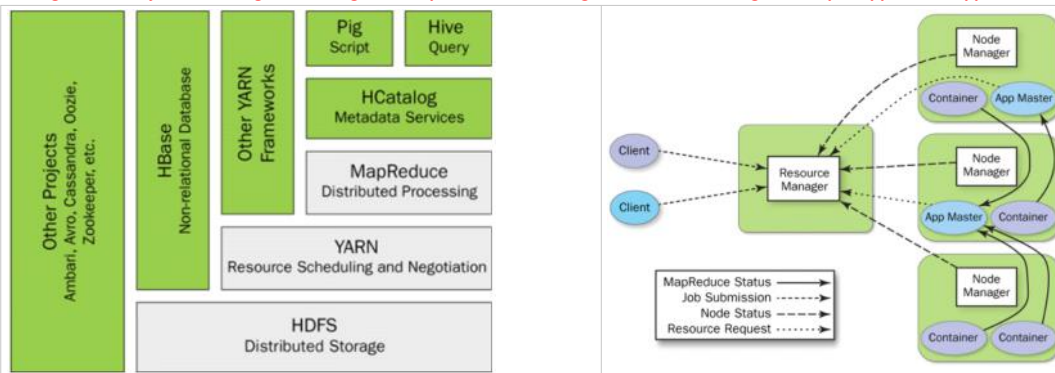 Other Projects
Ambari, Avro, Cassandra, Oozie,
Zookeeper, etc.
HBase
Non-relational Database
Other YARN
Frameworks
Pig
Script
Hive
Query
HCatalog
Metadata Services
MapReduce
Distributed Processing
YARN
Resource Scheduling and Negotiation
HDFS
Distributed Storage
Client
Client
Resource
Manager
Node
Manager
Container
App Master
Node
Manager
App Master
Container
Node
Manager
Container
Container
MapReduce Status
Job Submission
Node Status
Resource Request